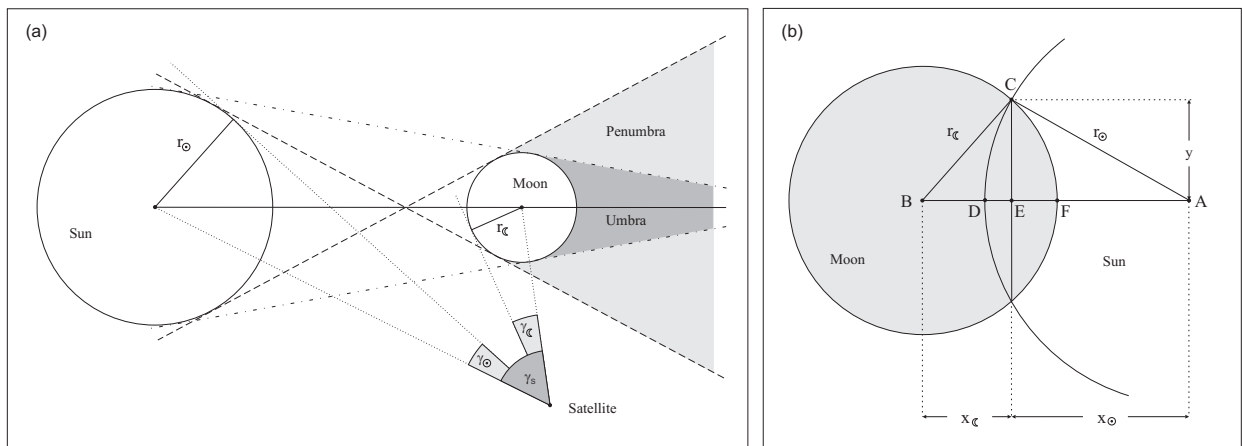 (a)
r☉
Sun
Moon
r☾
Penumbra
Umbra
γ☾
γ☉
γs
Satellite
(b)
C
r☾
r☉
y
B
D
E
F
A
Moon
Sun
x☾
x☉